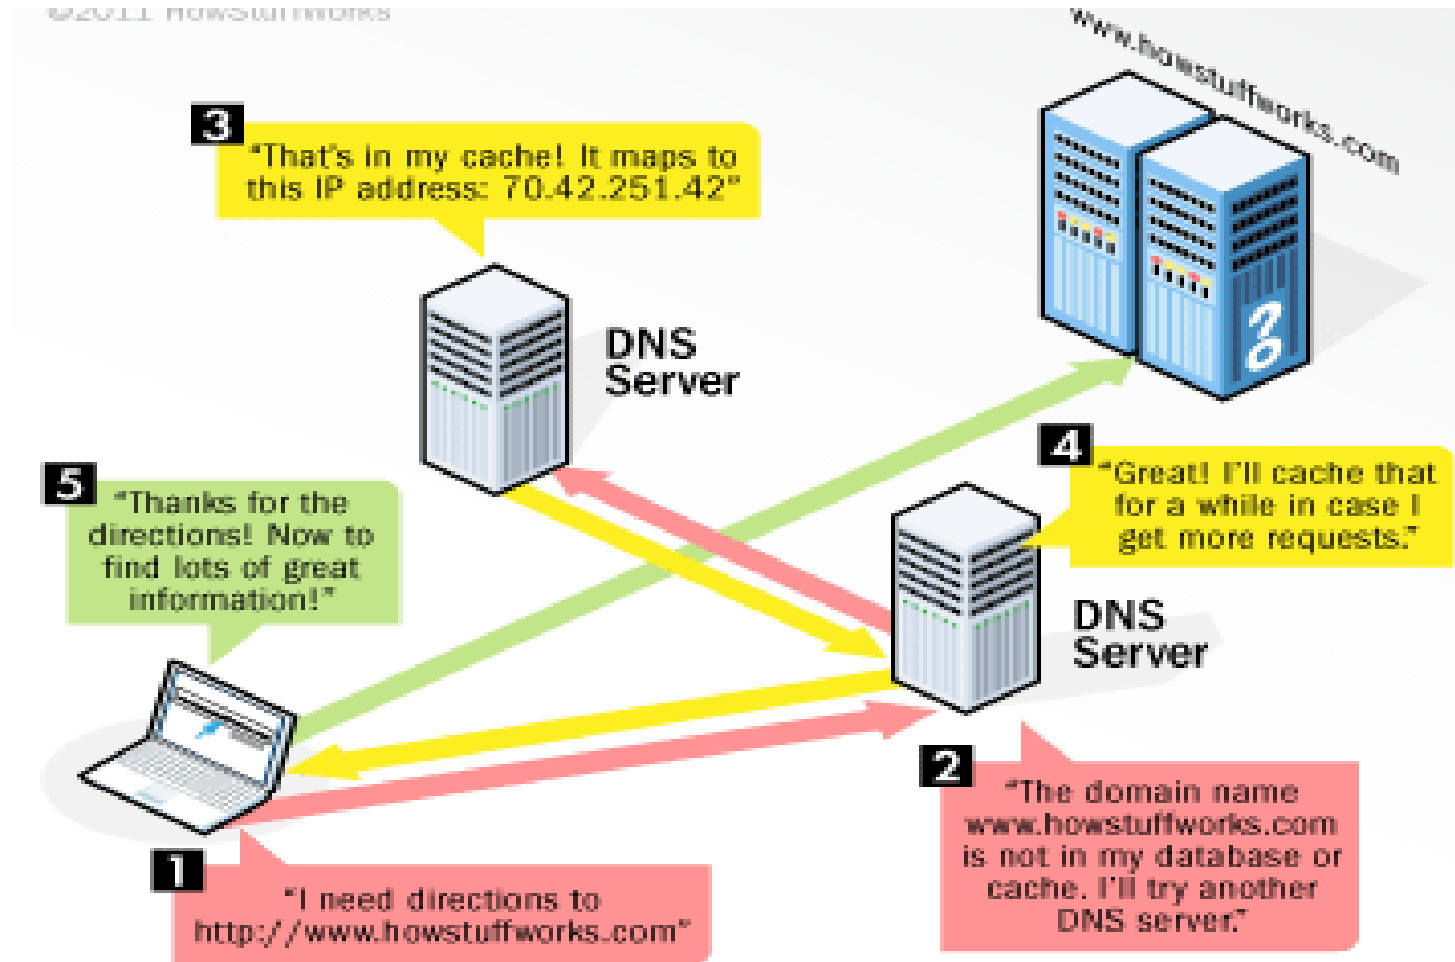 ©2011 HowStuffWorks
www.howstuffworks.com
3
"That's in my cache! It maps to
this IP address: 70.42.251.42"
DNS
Server
4
"Great! I'll cache that
for a while in case I
get more requests."
5
"Thanks for the
directions! Now to
find lots of great
information!"
DNS
Server
2
"The domain name
www.howstuffworks.com
is not in my database or
cache. I'll try another
DNS server."
1
"I need directions to
http://www.howstuffworks.com"